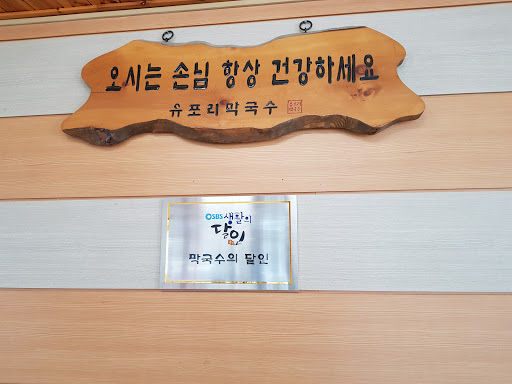 오시는 손님 항상 건강하세요
유포리막국수
SBS 생활의
달인
막국수의 달인